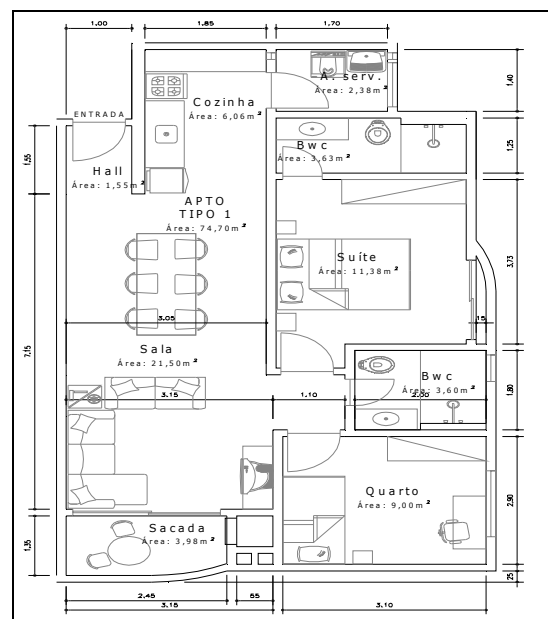 1.00
1.85
1.70
A. serv.
Área: 2,38m²
1,40
Cozinha
Área: 6,06m²
ENTRADA
Bwc
Área: 3,63m²
1,25
1,55
Hall
Área: 1,55m²
APTO
TIPO 1
Área: 74,70m²
Suíte
Área: 11,38m²
3,73
7,15
3.05
15
Sala
Área: 21,50m²
Bwc
Área: 3,60m²
1,80
3.15
1.10
2.00
Quarto
Área: 9,00m²
2,90
Sacada
Área: 3,98m²
1,35
25
2.45
55
3.15
3.10